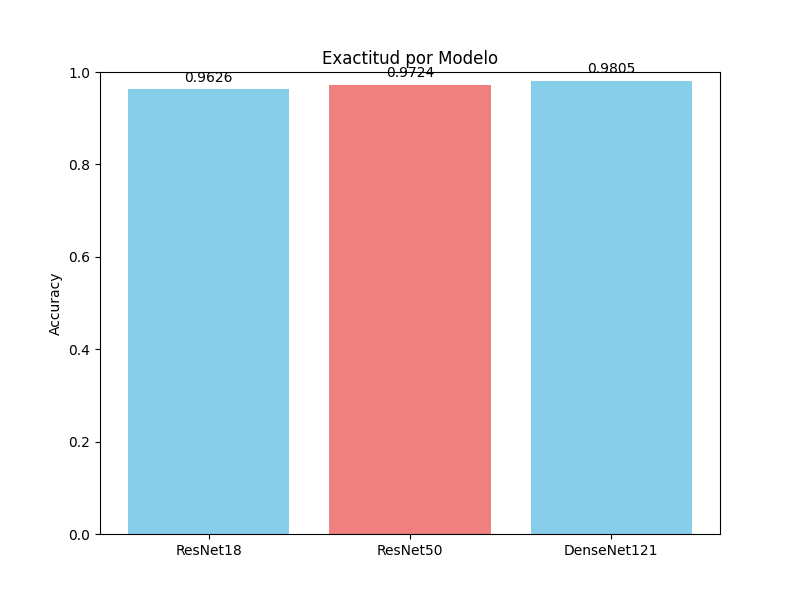 Exactitud por Modelo
0.9626
0.9724
0.9805
1.0
0.8
0.6
0.4
0.2
0.0
Accuracy
ResNet18
ResNet50
DenseNet121